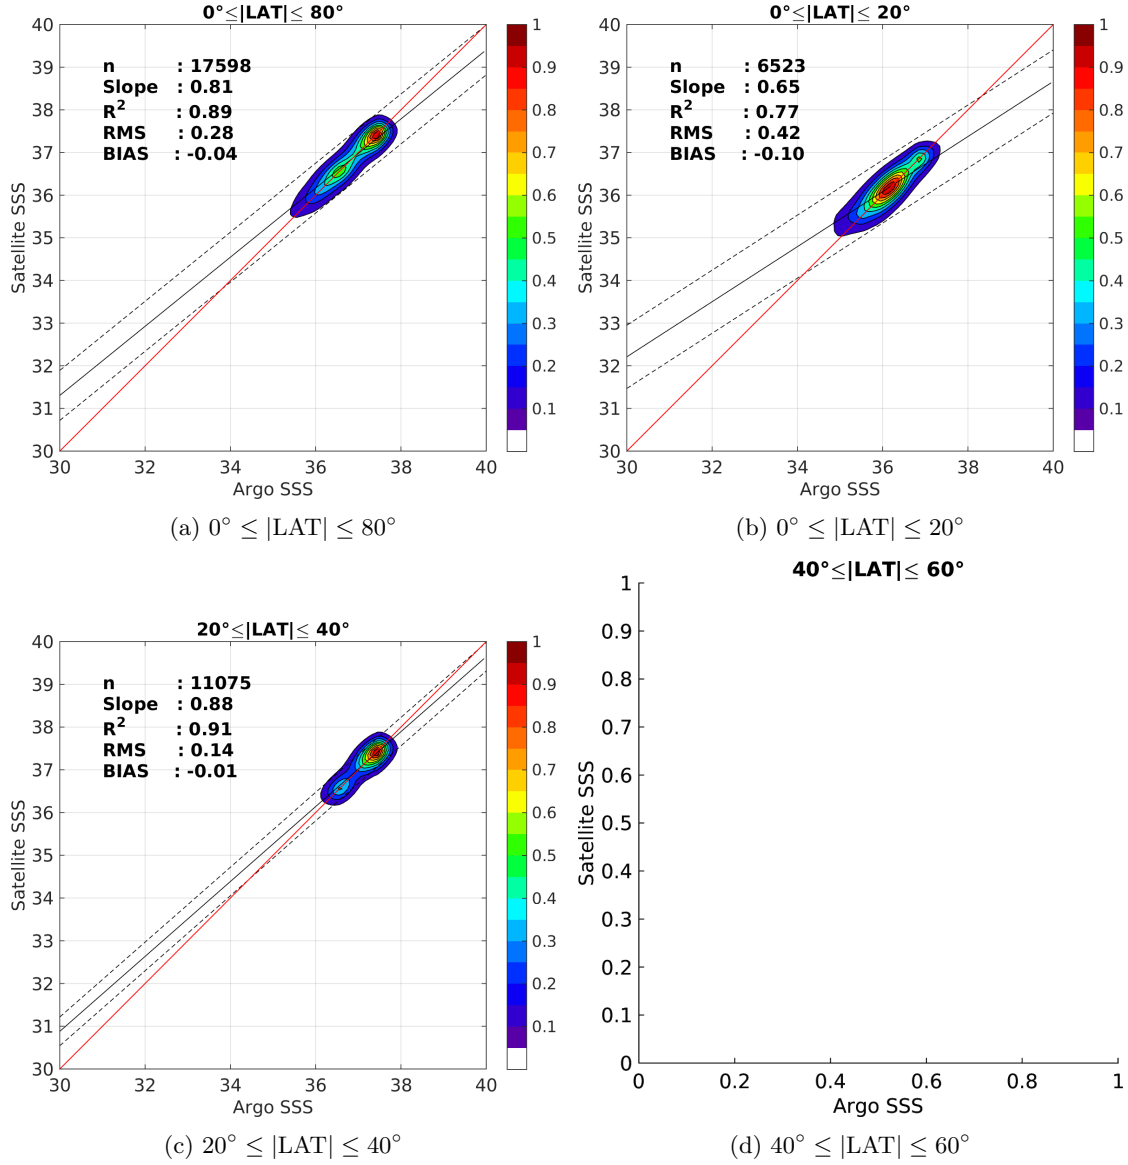 0°≤|LAT|≤ 80°
n : 17598
Slope : 0.81
R² : 0.89
RMS : 0.28
BIAS : -0.04
40
39
38
37
36
35
34
33
32
31
30
30 32 34 36 38 40
Satellite SSS
Argo SSS
1
0.9
0.8
0.7
0.6
0.5
0.4
0.3
0.2
0.1
(a) 0° ≤ |LAT| ≤ 80°
0°≤|LAT|≤ 20°
n : 6523
Slope : 0.65
R² : 0.77
RMS : 0.42
BIAS : -0.10
40
39
38
37
36
35
34
33
32
31
30
30 32 34 36 38 40
Satellite SSS
Argo SSS
1
0.9
0.8
0.7
0.6
0.5
0.4
0.3
0.2
0.1
(b) 0° ≤ |LAT| ≤ 20°
20°≤|LAT|≤ 40°
n : 11075
Slope : 0.88
R² : 0.91
RMS : 0.14
BIAS : -0.01
40
39
38
37
36
35
34
33
32
31
30
30 32 34 36 38 40
Satellite SSS
Argo SSS
1
0.9
0.8
0.7
0.6
0.5
0.4
0.3
0.2
0.1
(c) 20° ≤ |LAT| ≤ 40°
40°≤|LAT|≤ 60°
1
0.9
0.8
0.7
0.6
0.5
0.4
0.3
0.2
0.1
0
0 0.2 0.4 0.6 0.8 1
Satellite SSS
Argo SSS
(d) 40° ≤ |LAT| ≤ 60°